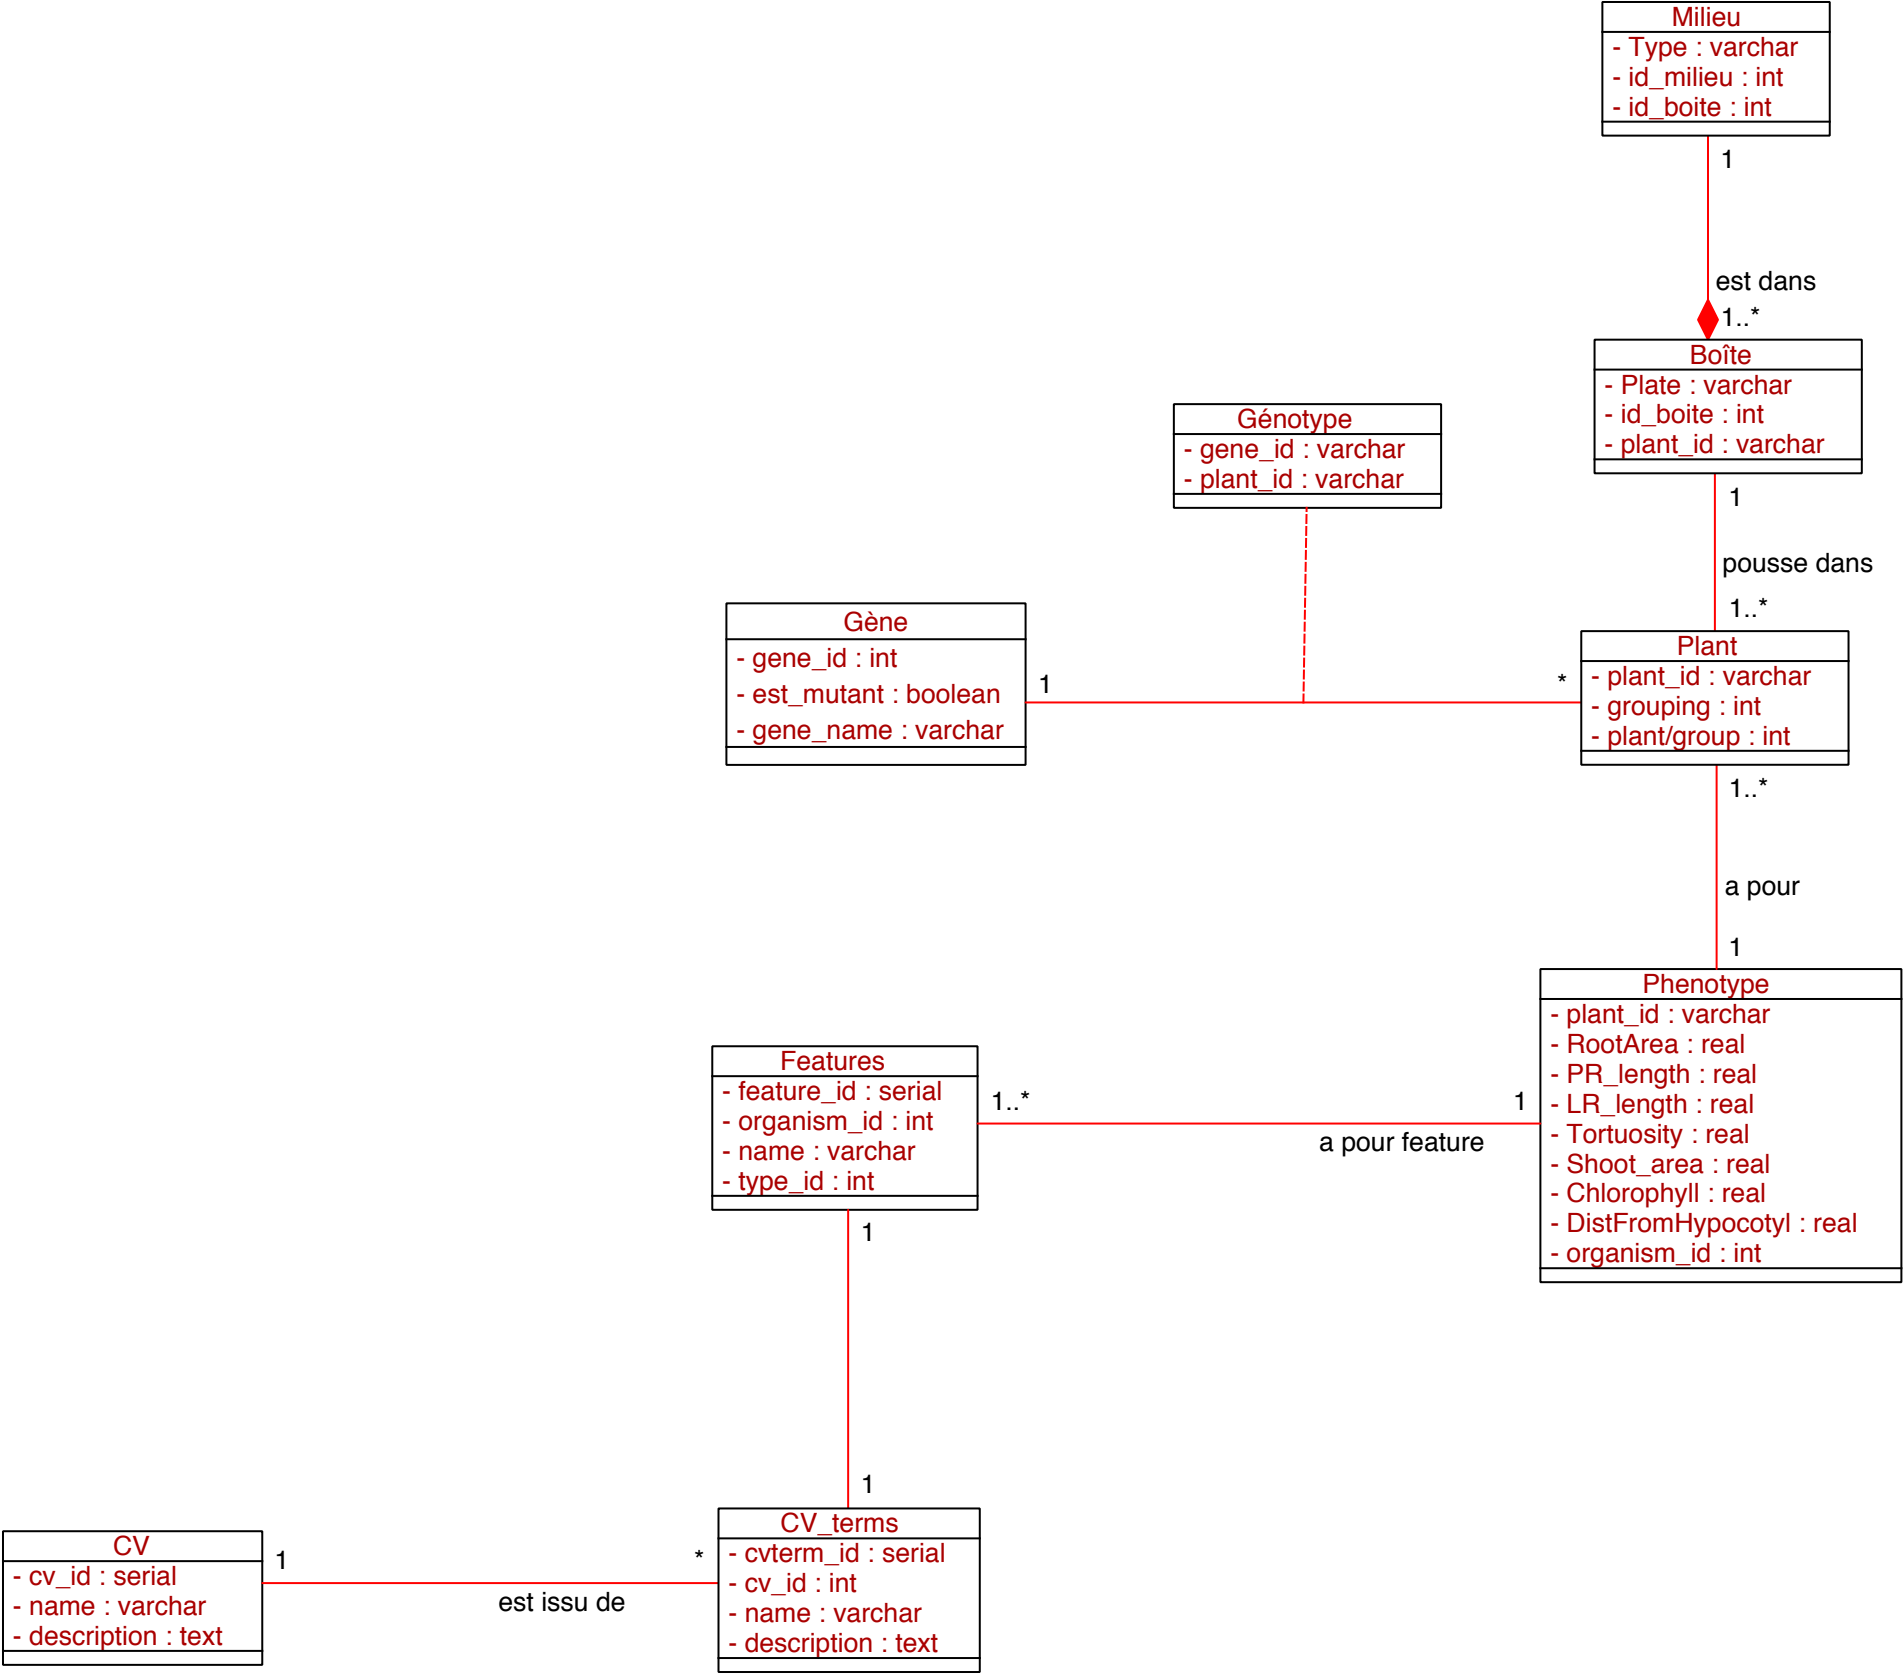 Milieu
- Type : varchar
- id_milieu : int
- id_boite : int
1
est dans
1..*
Boîte
- Plate : varchar
- id_boite : int
- plant_id : varchar
1
pousse dans
1..*
Génotype
- gene_id : varchar
- plant_id : varchar
Gène
- gene_id : int
- est_mutant : boolean
- gene_name : varchar
1
*
Plant
- plant_id : varchar
- grouping : int
- plant/group : int
1..*
a pour
1
Phenotype
- plant_id : varchar
- RootArea : real
- PR_length : real
- LR_length : real
- Tortuosity : real
- Shoot_area : real
- Chlorophyll : real
- DistFromHypocotyl : real
- organism_id : int
Features
- feature_id : serial
- organism_id : int
- name : varchar
- type_id : int
1..*
1
a pour feature
1
1
CV_terms
- cvterm_id : serial
- cv_id : int
- name : varchar
- description : text
CV
- cv_id : serial
- name : varchar
- description : text
1
*
est issu de